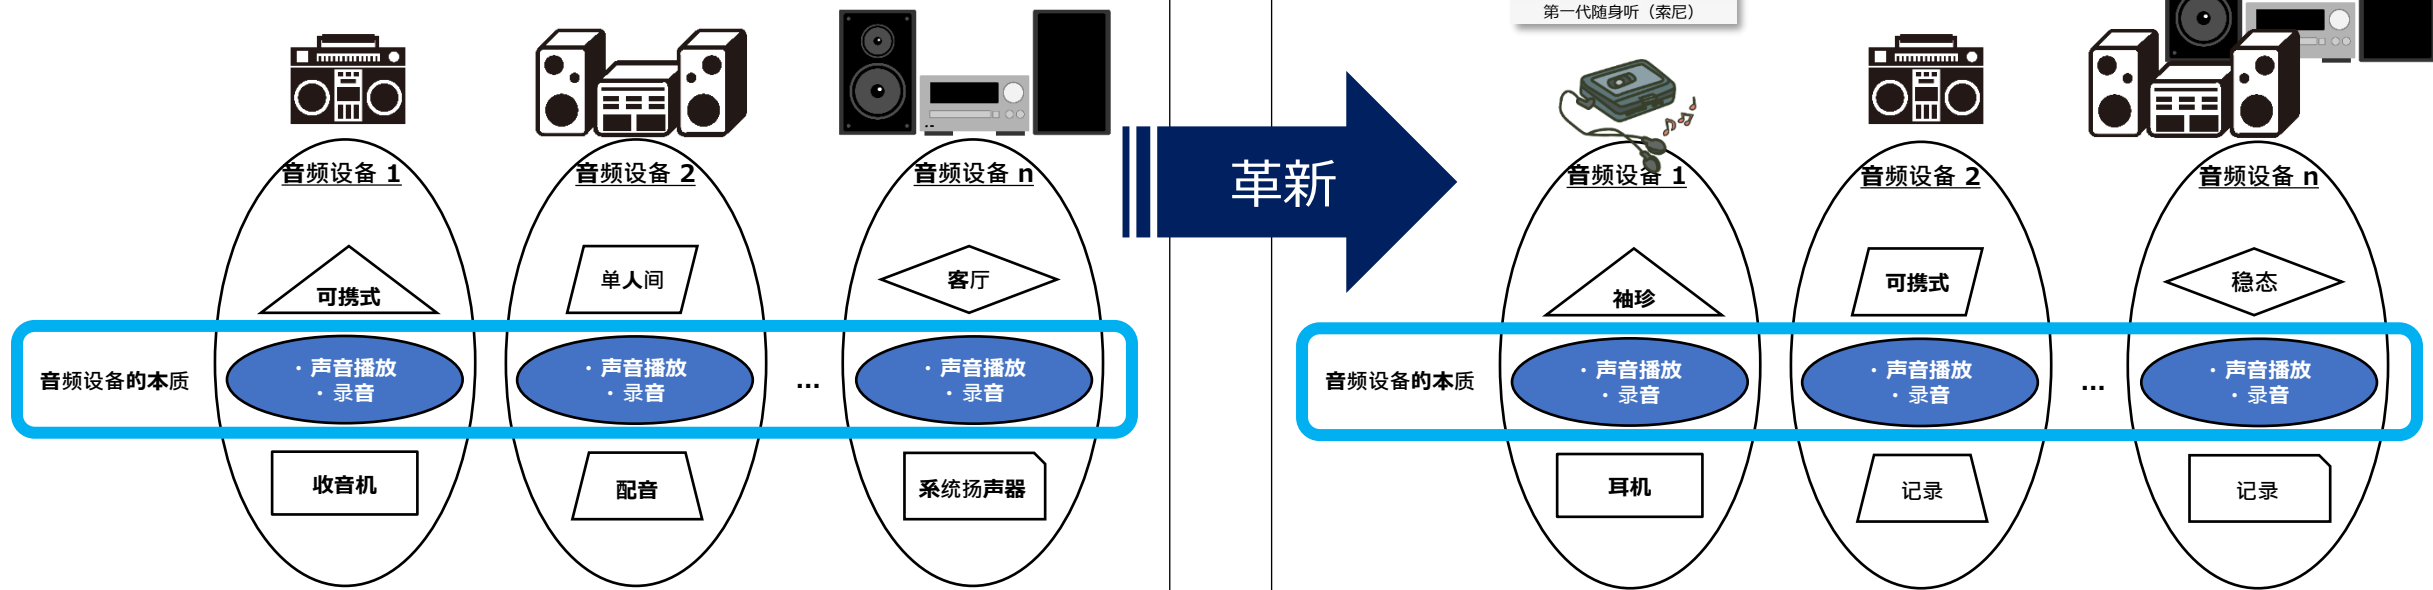 第一代随身听（索尼）
音频设备 1
音频设备 2
音频设备 n
可携式
单人间
客厅
音频设备的本质
・声音播放
・录音
・声音播放
・录音
...
・声音播放
・录音
收音机
配音
系统扬声器
革新
音频设备 1
音频设备 2
音频设备 n
袖珍
可携式
稳态
音频设备的本质
・声音播放
・录音
・声音播放
・录音
...
・声音播放
・录音
耳机
记录
记录